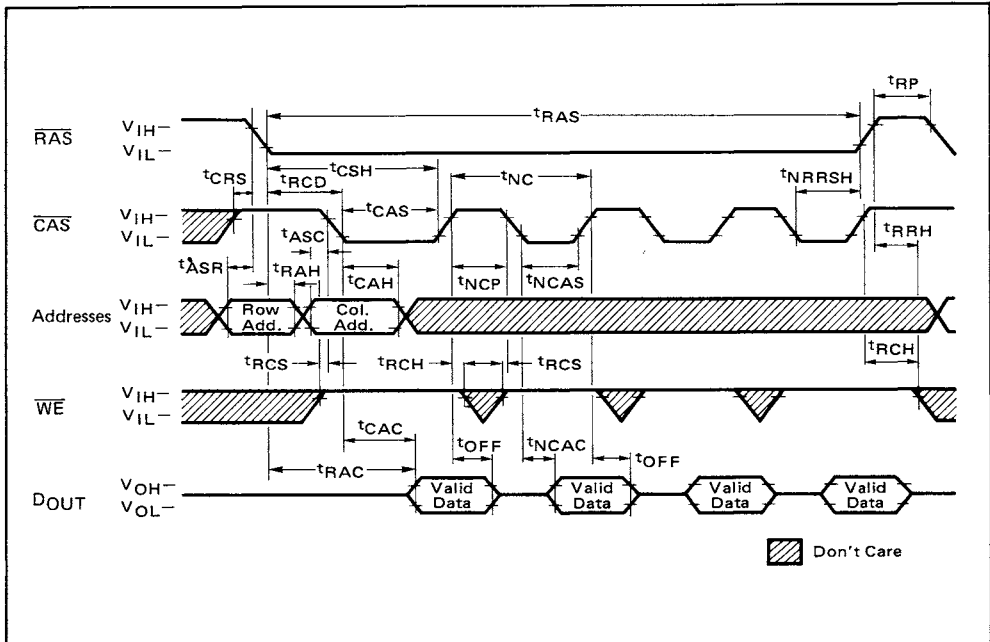 tRP
tRAS
RAS VIH–
VIL–
tCRS tRCD tCSH tNC tNRRSH
CAS VIH–
VIL–
tCAS
tASC tRRH
tASR tRAH tCAH tNCP tNCAS
Addresses VIH–
VIL–
Row Add.
Col. Add.
tRCS tRCH tRCS tRCH
WE VIH–
VIL–
tCAC tOFF tNCAC tOFF
tRAC
DOUT VOH–
VOL–
Valid Data
Valid Data
Valid Data
Valid Data
Don't Care